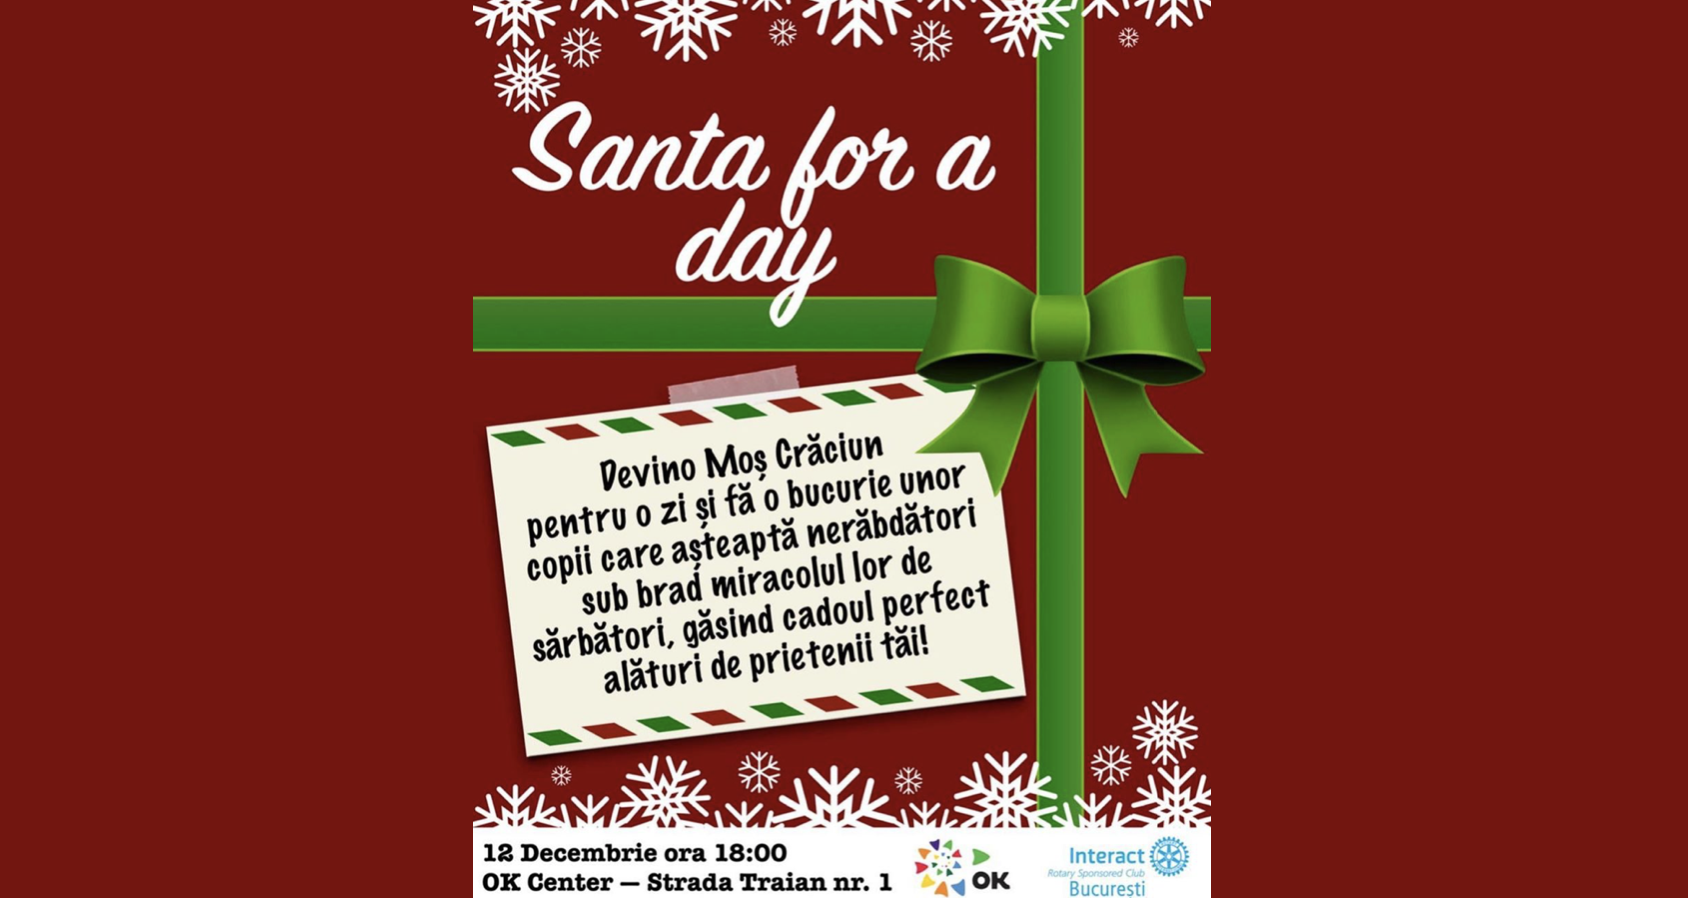 Santa for a
day
Devino Moș Crăciun
pentru o zi și fă o bucurie unor
copii care așteaptă nerăbdători
sub brad miracolul lor de
sărbători, găsind cadoul perfect
alături de prietenii tăi!
12 Decembrie ora 18:00
OK Center — Strada Traian nr. 1
OK
Interact
Rotary Sponsored Club
București